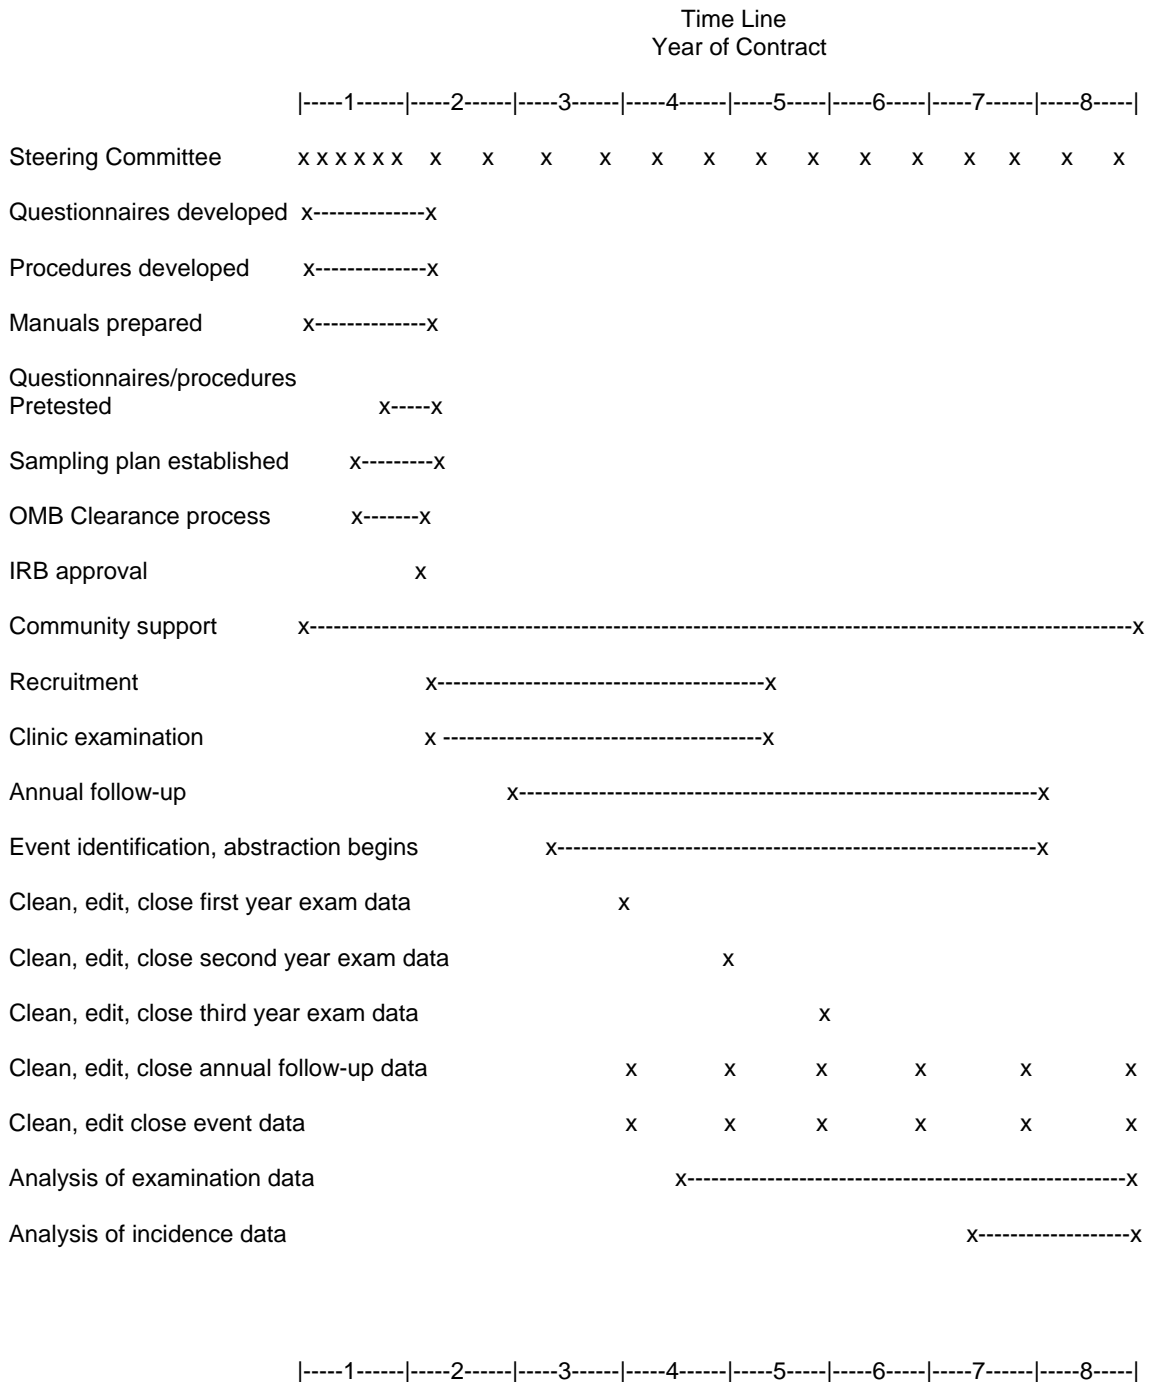 Time Line
Year of Contract
|-----1------|-----2------|-----3------|-----4------|-----5-----|-----6-----|-----7------|-----8-----|
Steering Committee x x x x x x x x x x x x x x x x x x x x
Questionnaires developed x--------------x
Procedures developed x--------------x
Manuals prepared x--------------x
Questionnaires/procedures
Pretested x-----x
Sampling plan established x---------x
OMB Clearance process x-------x
IRB approval x
Community support x-------------------------------------------------------------------------------------------------------x
Recruitment x-----------------------------------------x
Clinic examination x ----------------------------------------x
Annual follow-up x-----------------------------------------------------------------x
Event identification, abstraction begins x------------------------------------------------------------x
Clean, edit, close first year exam data x
Clean, edit, close second year exam data x
Clean, edit, close third year exam data x
Clean, edit, close annual follow-up data x x x x x x
Clean, edit close event data x x x x x x
Analysis of examination data x-------------------------------------------------------x
Analysis of incidence data x-------------------x
|-----1------|-----2------|-----3------|-----4------|-----5-----|-----6-----|-----7------|-----8-----|